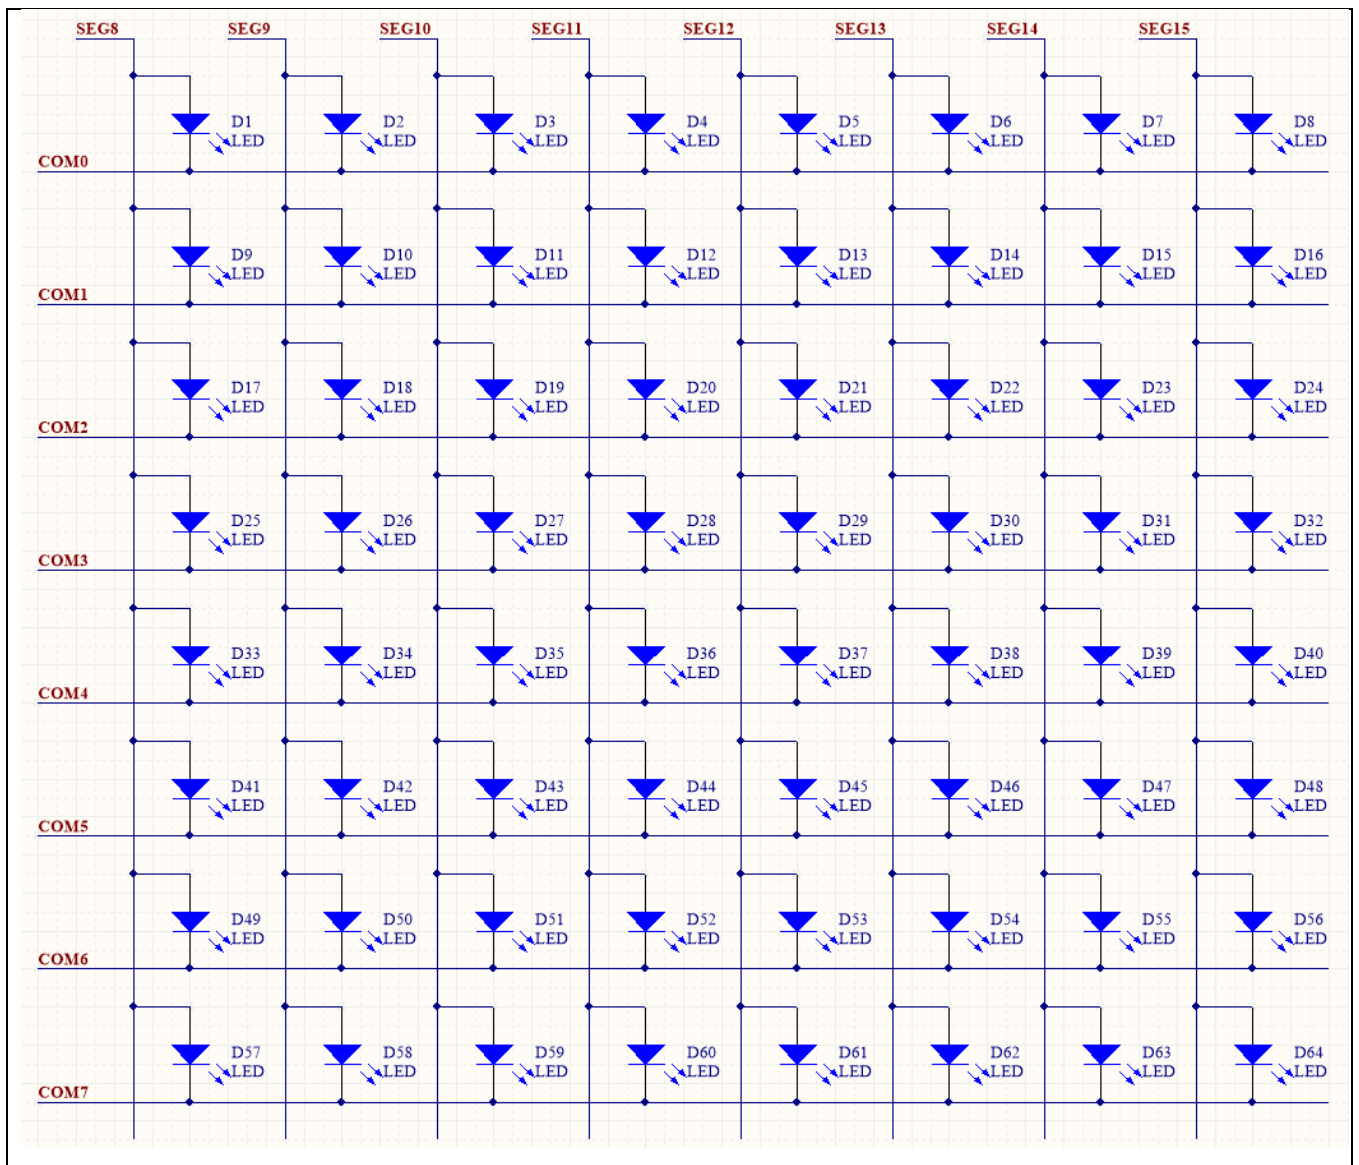 SEG8 SEG9 SEG10 SEG11 SEG12 SEG13 SEG14 SEG15
D1 D2 D3 D4 D5 D6 D7 D8
LED LED LED LED LED LED LED LED
COM0
D9 D10 D11 D12 D13 D14 D15 D16
LED LED LED LED LED LED LED LED
COM1
D17 D18 D19 D20 D21 D22 D23 D24
LED LED LED LED LED LED LED LED
COM2
D25 D26 D27 D28 D29 D30 D31 D32
LED LED LED LED LED LED LED LED
COM3
D33 D34 D35 D36 D37 D38 D39 D40
LED LED LED LED LED LED LED LED
COM4
D41 D42 D43 D44 D45 D46 D47 D48
LED LED LED LED LED LED LED LED
COM5
D49 D50 D51 D52 D53 D54 D55 D56
LED LED LED LED LED LED LED LED
COM6
D57 D58 D59 D60 D61 D62 D63 D64
LED LED LED LED LED LED LED LED
COM7